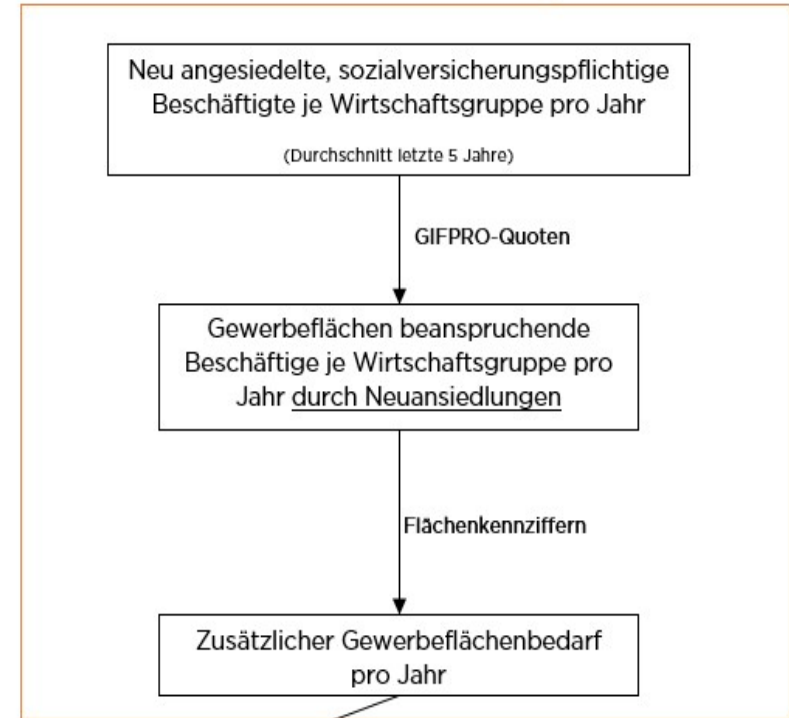 Neu angesiedelte, sozialversicherungspflichtige
Beschäftigte je Wirtschaftsgruppe pro Jahr
(Durchschnitt letzte 5 Jahre)
GIFPRO-Quoten
Gewerbeflächen beanspruchende
Beschäftige je Wirtschaftsgruppe pro
Jahr durch Neuansiedlungen
Flächenkennziffern
Zusätzlicher Gewerbeflächenbedarf
pro Jahr